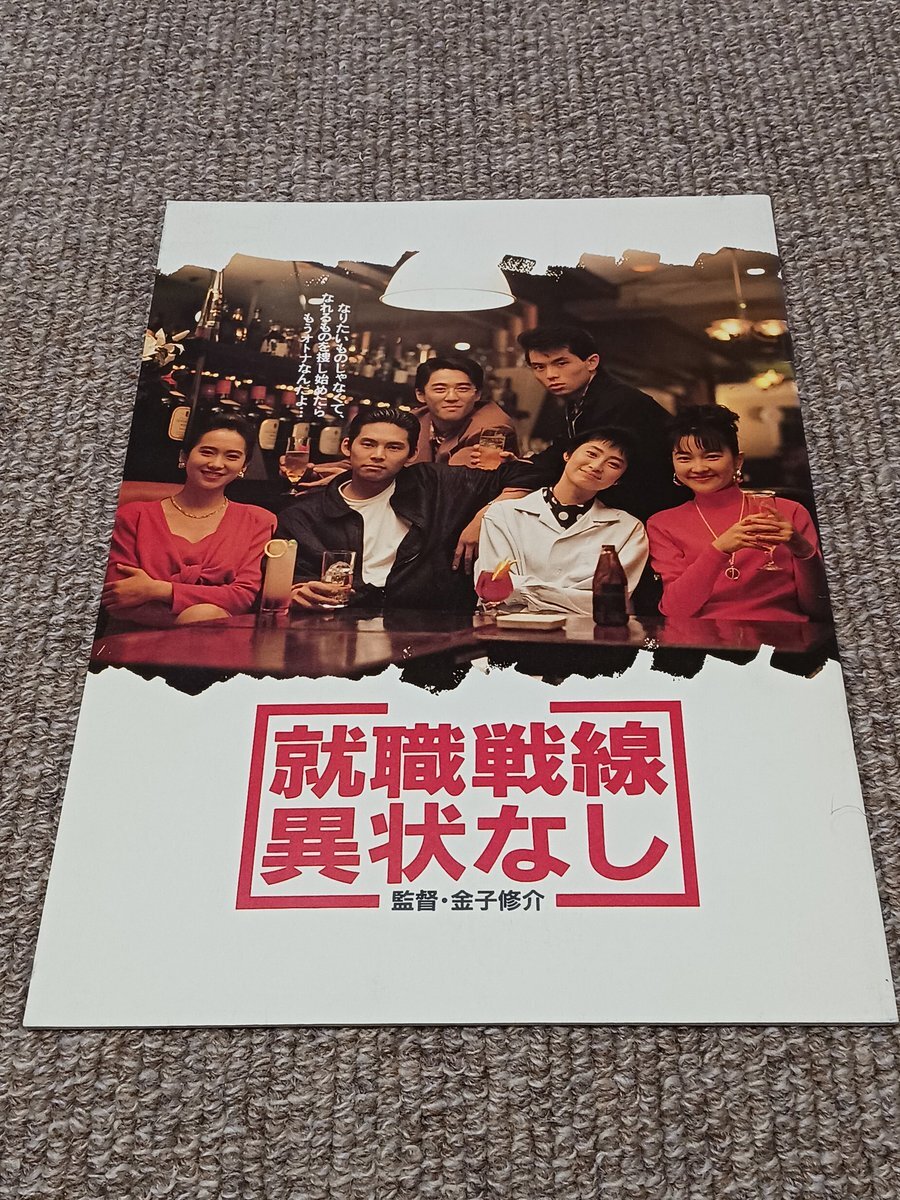 なりたいものじゃなくて、
なれるものを捜し始めたら
もうオトナなんだよ…
就職戦線
異状なし
監督・金子修介